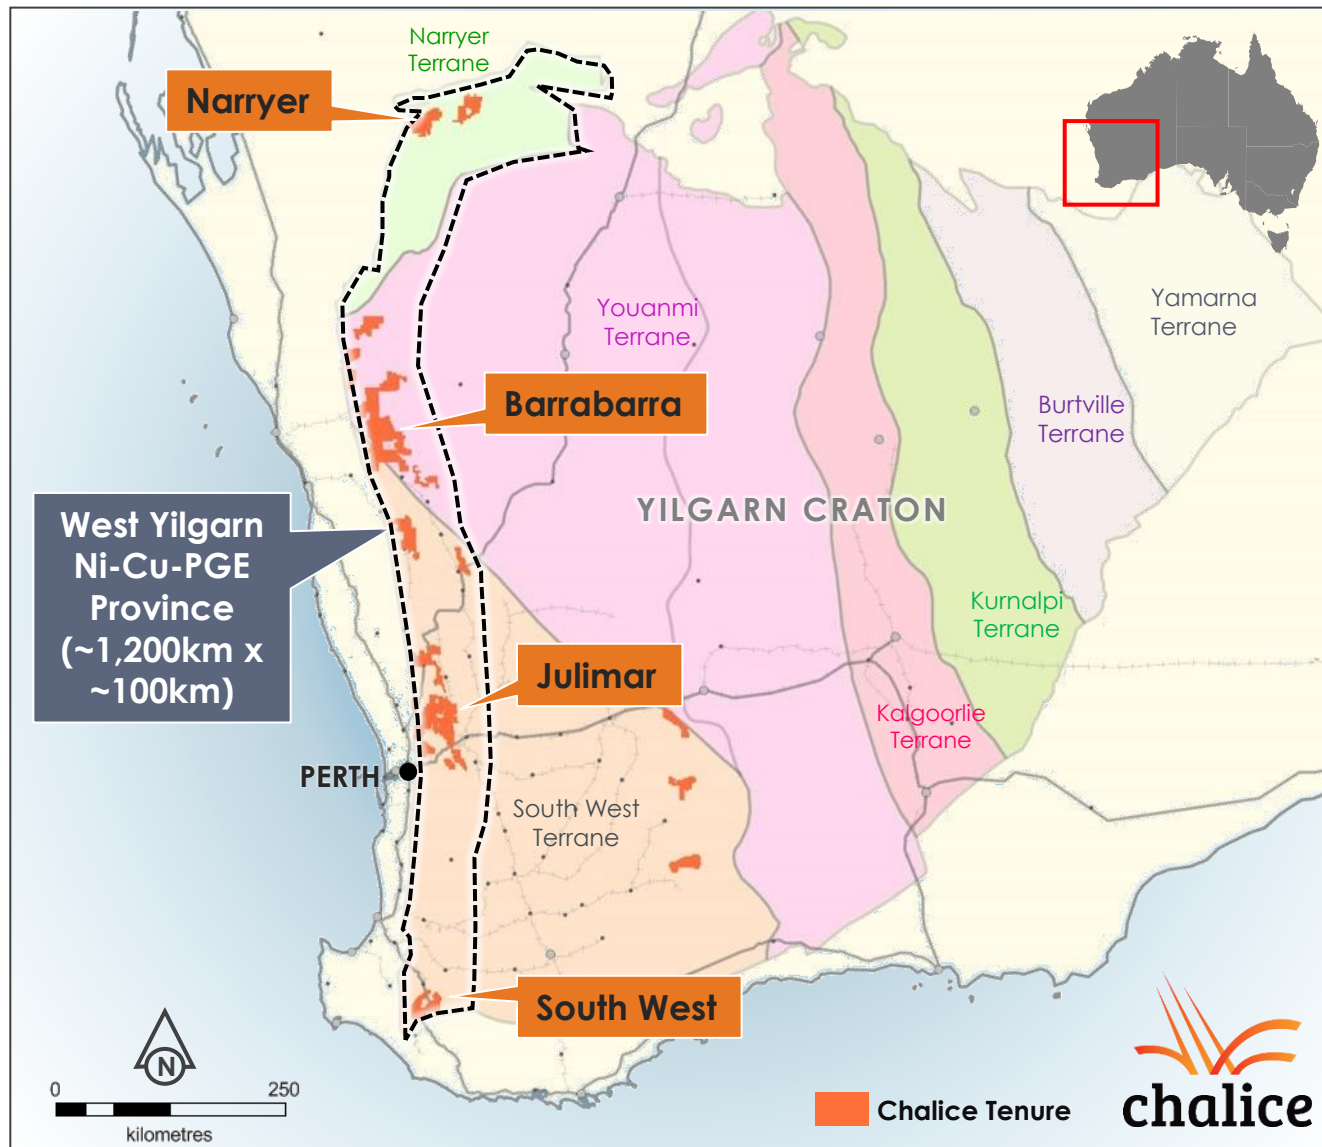 Narryer
Terrane
Narryer
Youanmi
Terrane
Yamarna
Terrane
Barrabarra
Burtville
Terrane
YILGARN CRATON
West Yilgarn
Ni-Cu-PGE
Province
(~1,200km x
~100km)
Kurnalpi
Terrane
Julimar
Kalgoorlie
Terrane
PERTH
South West
Terrane
South West
N
0 250
kilometres
Chalice Tenure
chalice